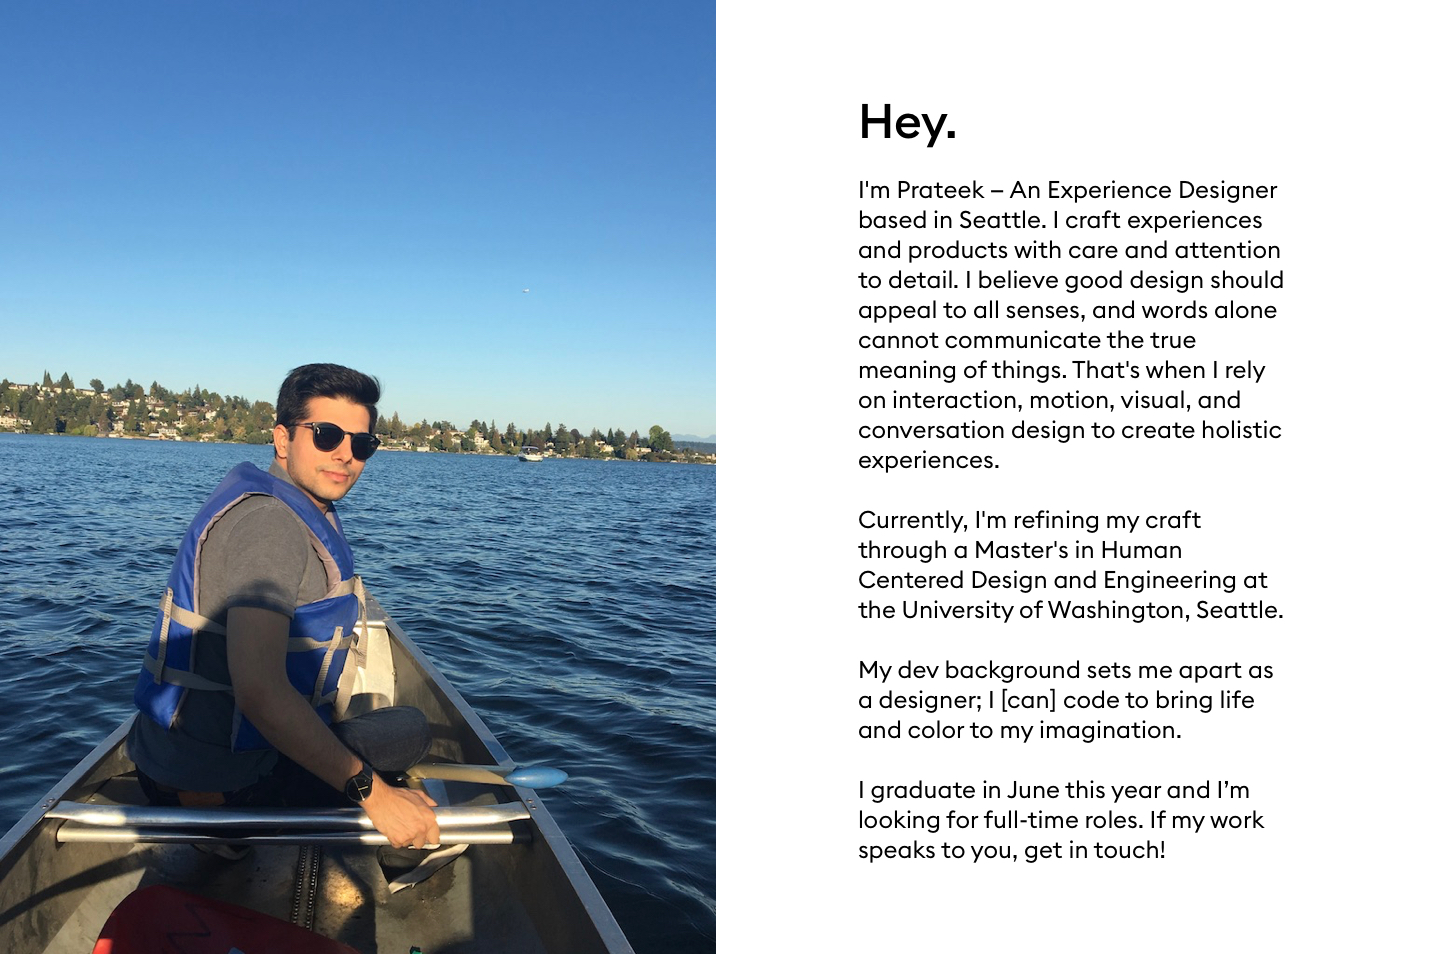 Hey.
I'm Prateek – An Experience Designer
based in Seattle. I craft experiences
and products with care and attention
to detail. I believe good design should
appeal to all senses, and words alone
cannot communicate the true
meaning of things. That's when I rely
on interaction, motion, visual, and
conversation design to create holistic
experiences.
Currently, I'm refining my craft
through a Master's in Human
Centered Design and Engineering at
the University of Washington, Seattle.
My dev background sets me apart as
a designer; I [can] code to bring life
and color to my imagination.
I graduate in June this year and I’m
looking for full-time roles. If my work
speaks to you, get in touch!